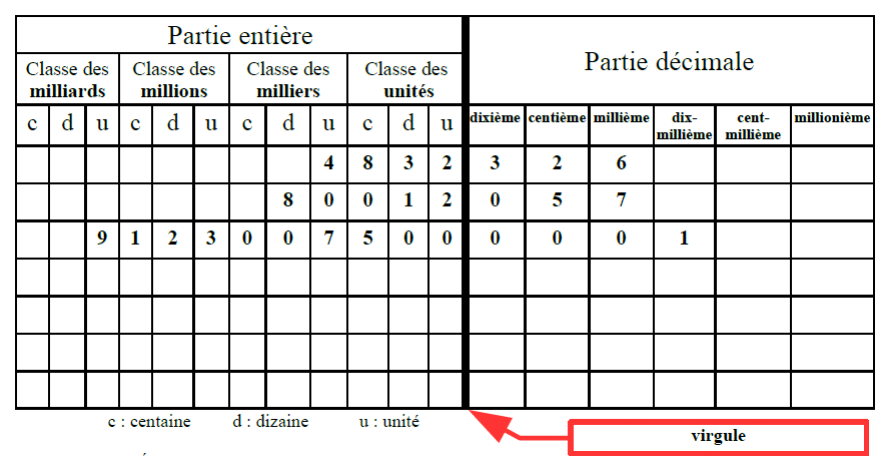 Partie entière Partie décimale
Classe des milliards Classe des millions Classe des milliers Classe des unités
c d u c d u c d u c d u dixième centième millième dix-millième cent-millième millionième
4 8 3 2 3 2 6
8 0 0 1 2 0 5 7
9 1 2 3 0 0 7 5 0 0 0 0 0 1
c : centaine d : dizaine u : unité
virgule